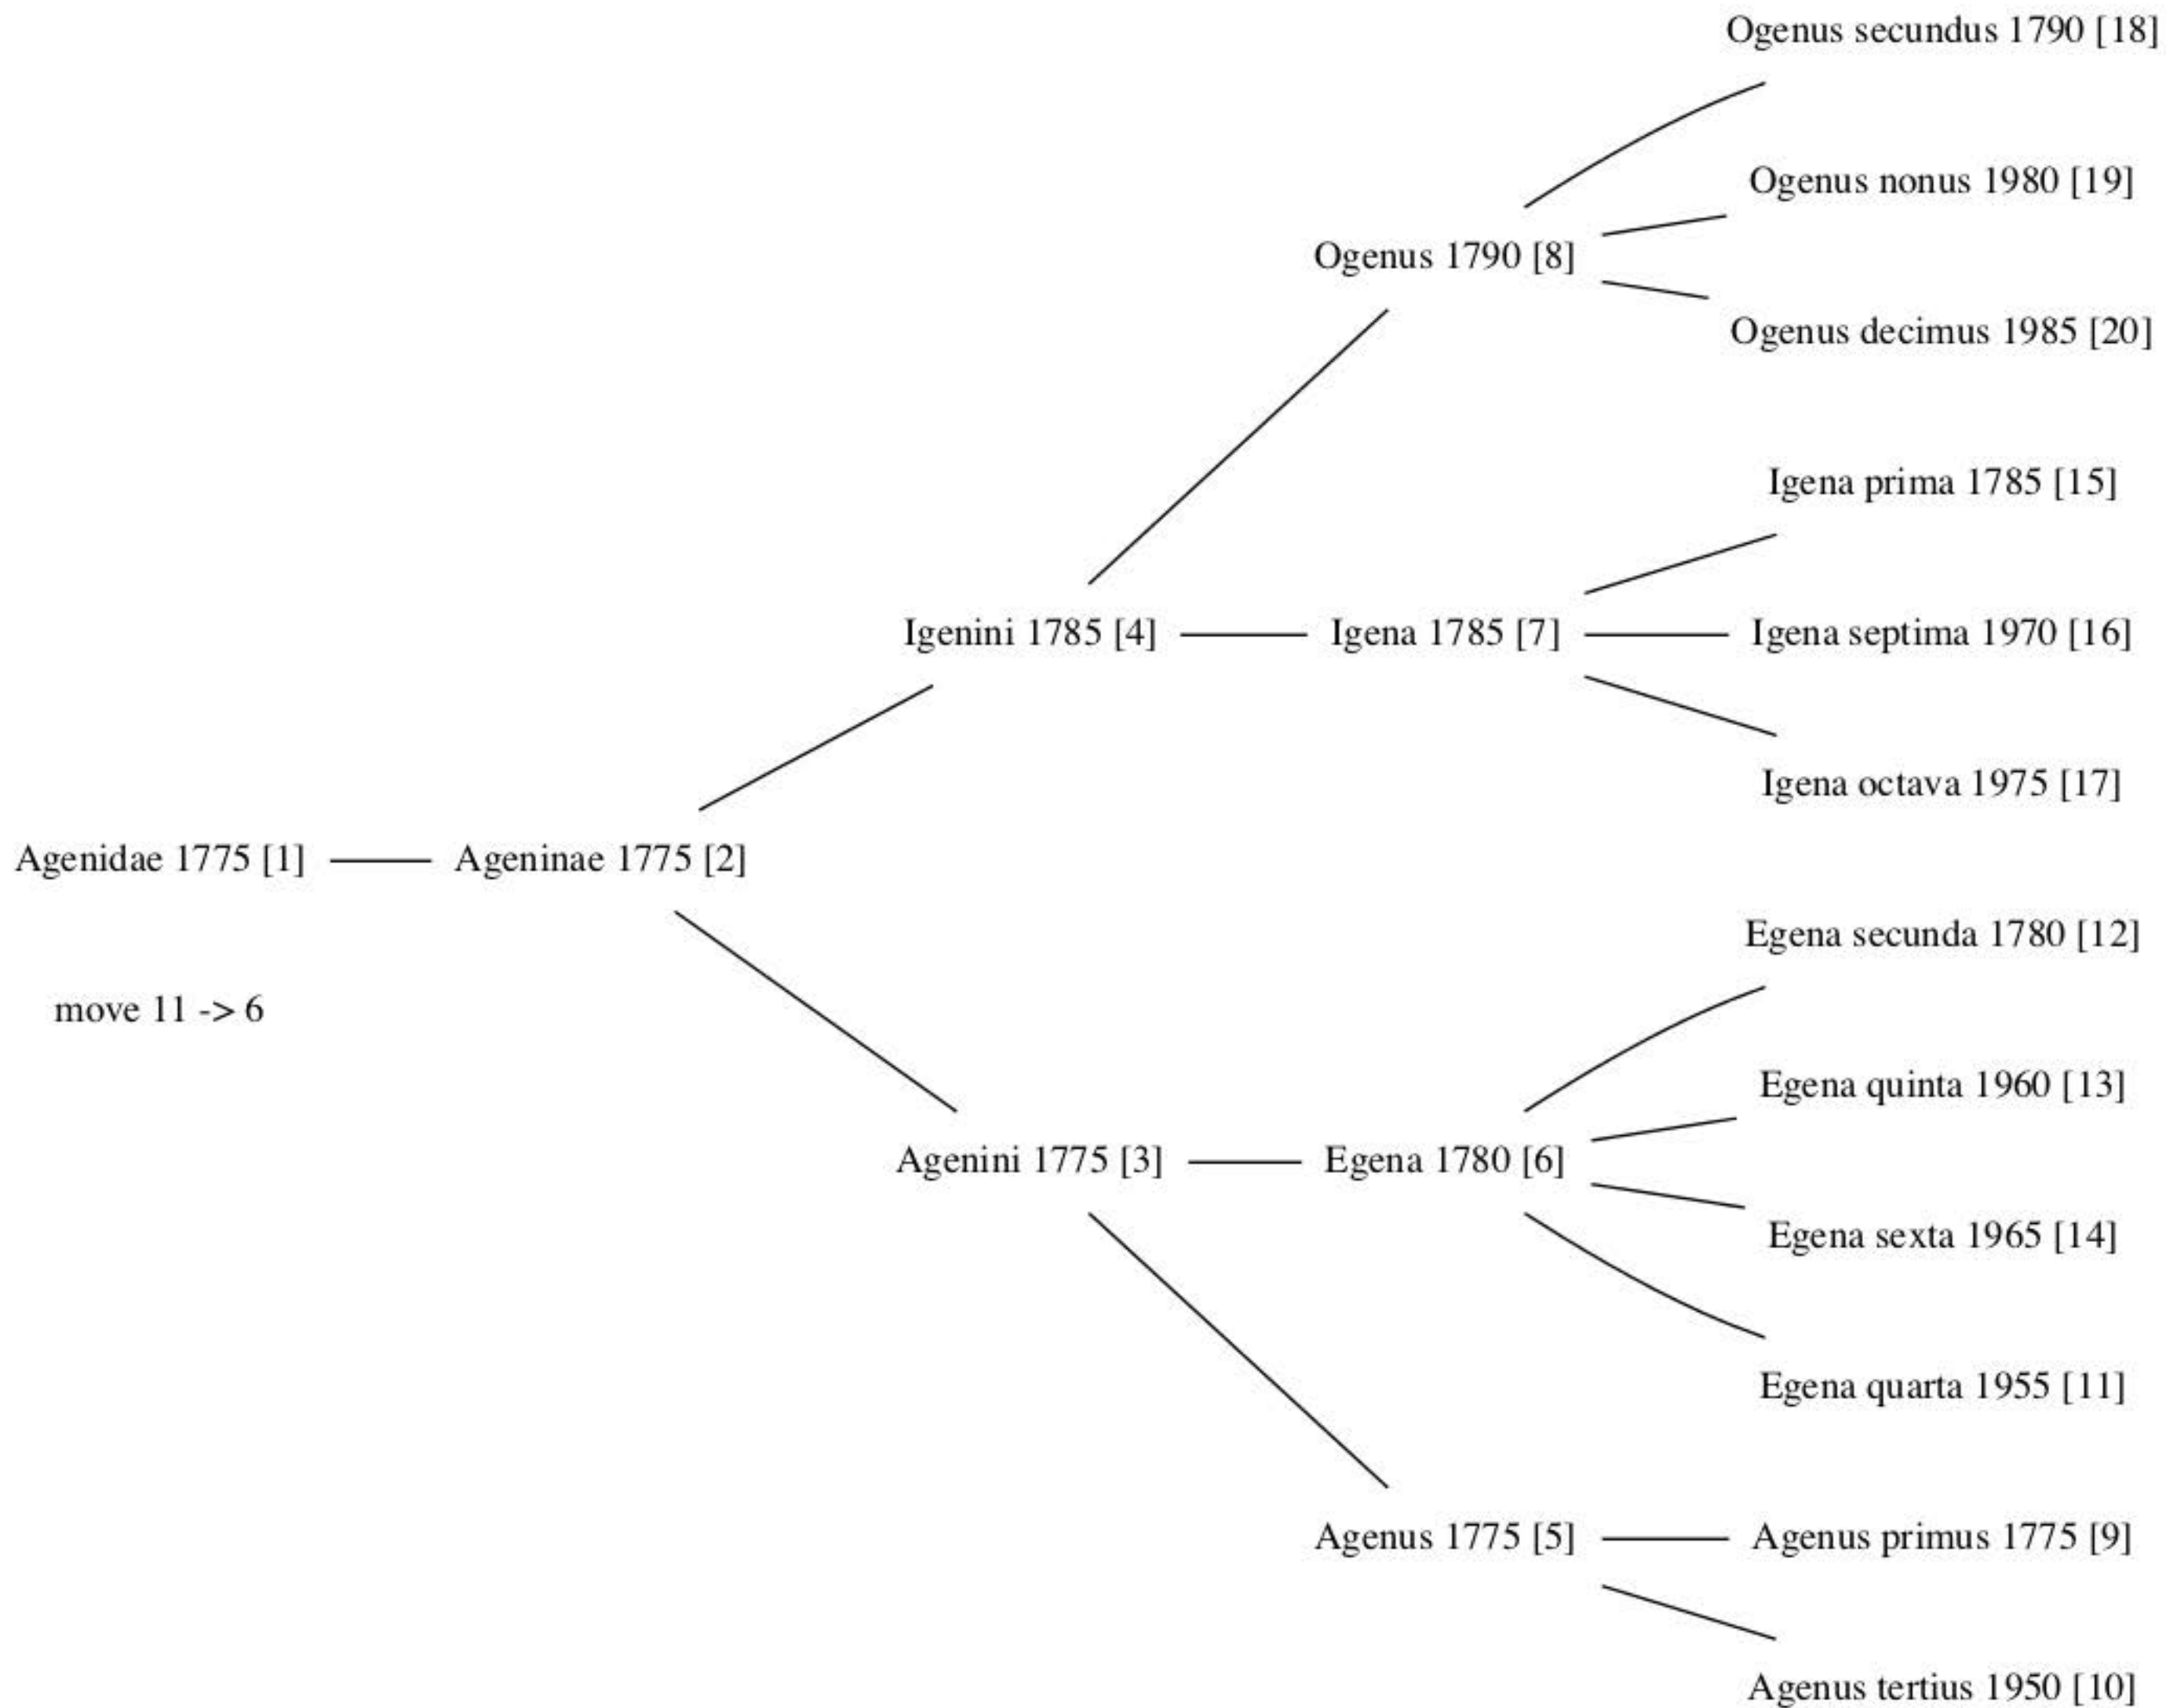 Ogenus secundus 1790 [18]
Ogenus nonus 1980 [19]
Ogenus 1790 [8]
Ogenus decimus 1985 [20]
Igena prima 1785 [15]
Igenini 1785 [4]
Igena 1785 [7]
Igena septima 1970 [16]
Igena octava 1975 [17]
Agenidae 1775 [1]
Ageninae 1775 [2]
Egena secunda 1780 [12]
move 11 -> 6
Egena quinta 1960 [13]
Agenini 1775 [3]
Egena 1780 [6]
Egena sexta 1965 [14]
Egena quarta 1955 [11]
Agenus 1775 [5]
Agenus primus 1775 [9]
Agenus tertius 1950 [10]